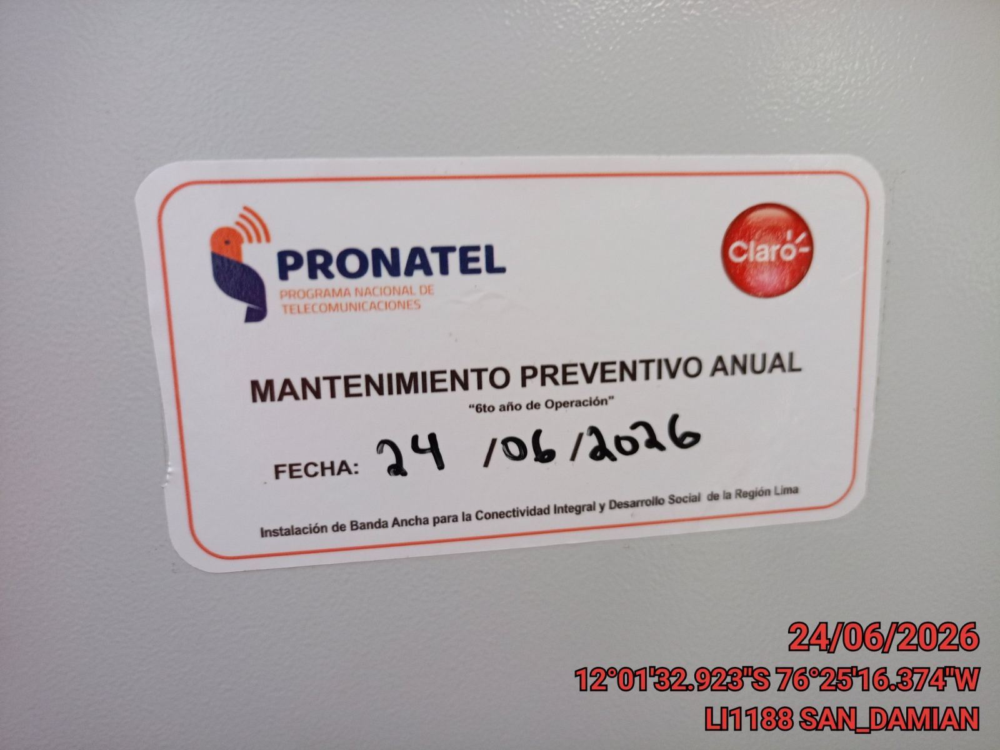 PRONATEL
PROGRAMA NACIONAL DE
TELECOMUNICACIONES
Claro
MANTENIMIENTO PREVENTIVO ANUAL
“6to año de Operación”
FECHA: 24 /06/2026
Instalación de Banda Ancha para la Conectividad Integral y Desarrollo Social de la Región Lima
24/06/2026
12°01'32.923"S 76°25'16.374"W
LI1188 SAN_DAMIAN